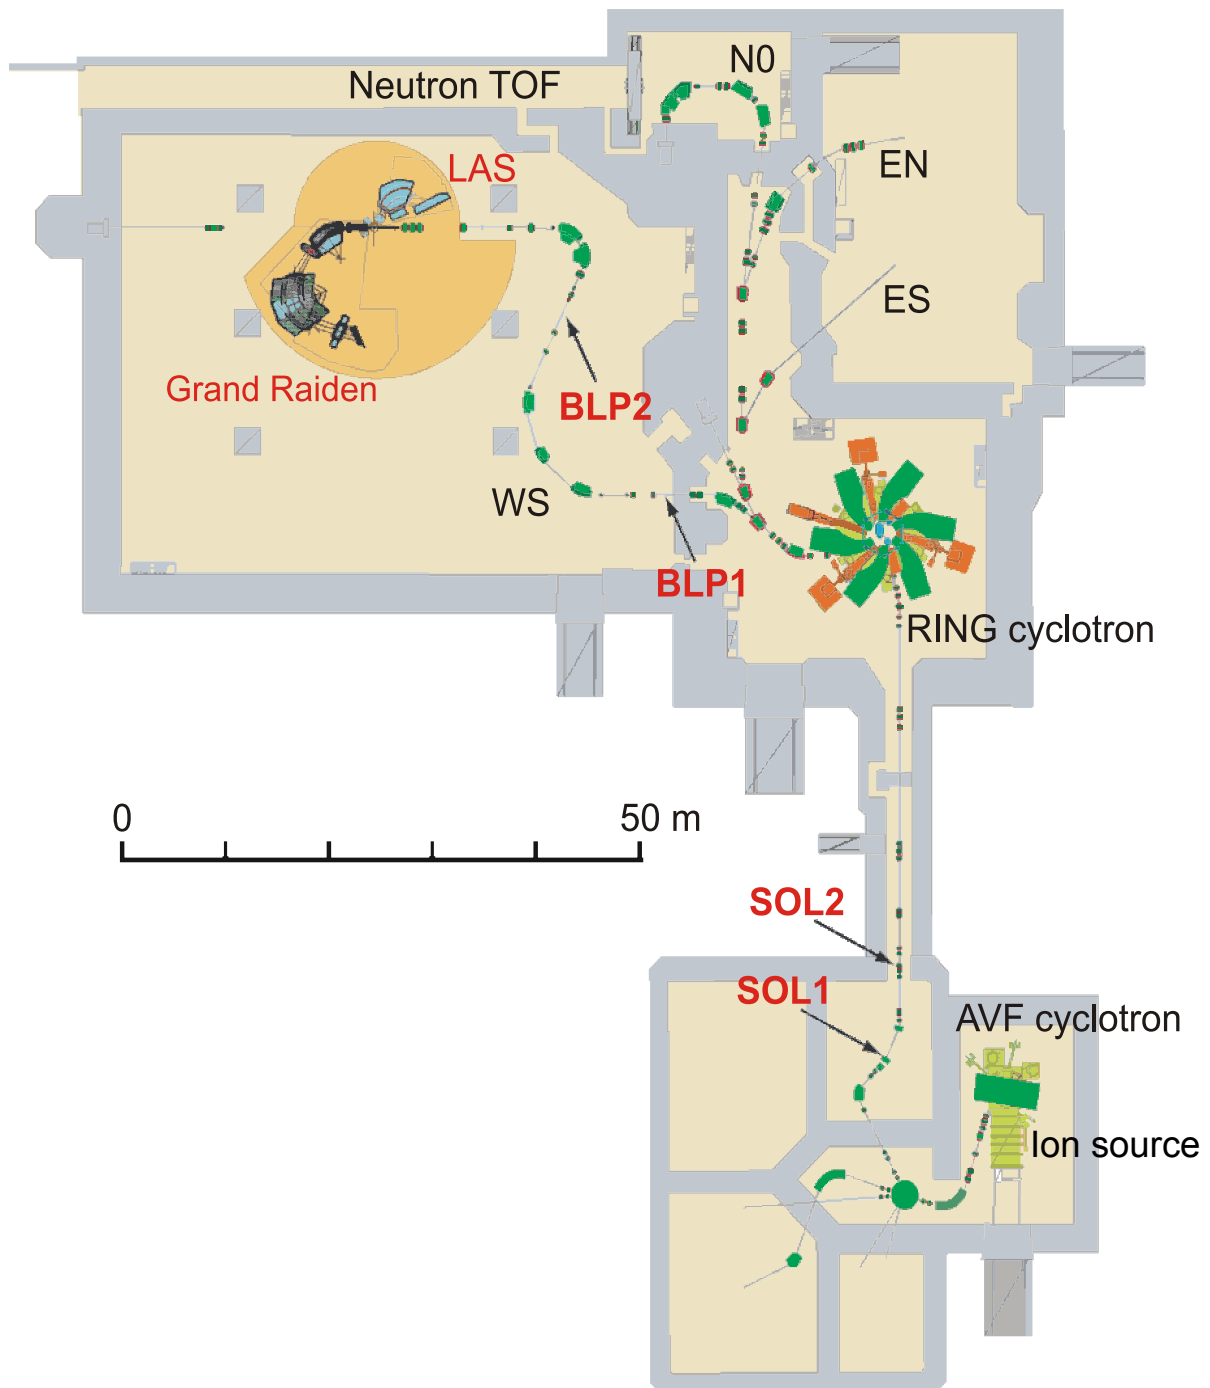 N0
Neutron TOF
EN
LAS
ES
Grand Raiden
BLP2
WS
BLP1
RING cyclotron
0
50 m
SOL2
SOL1
AVF cyclotron
Ion source